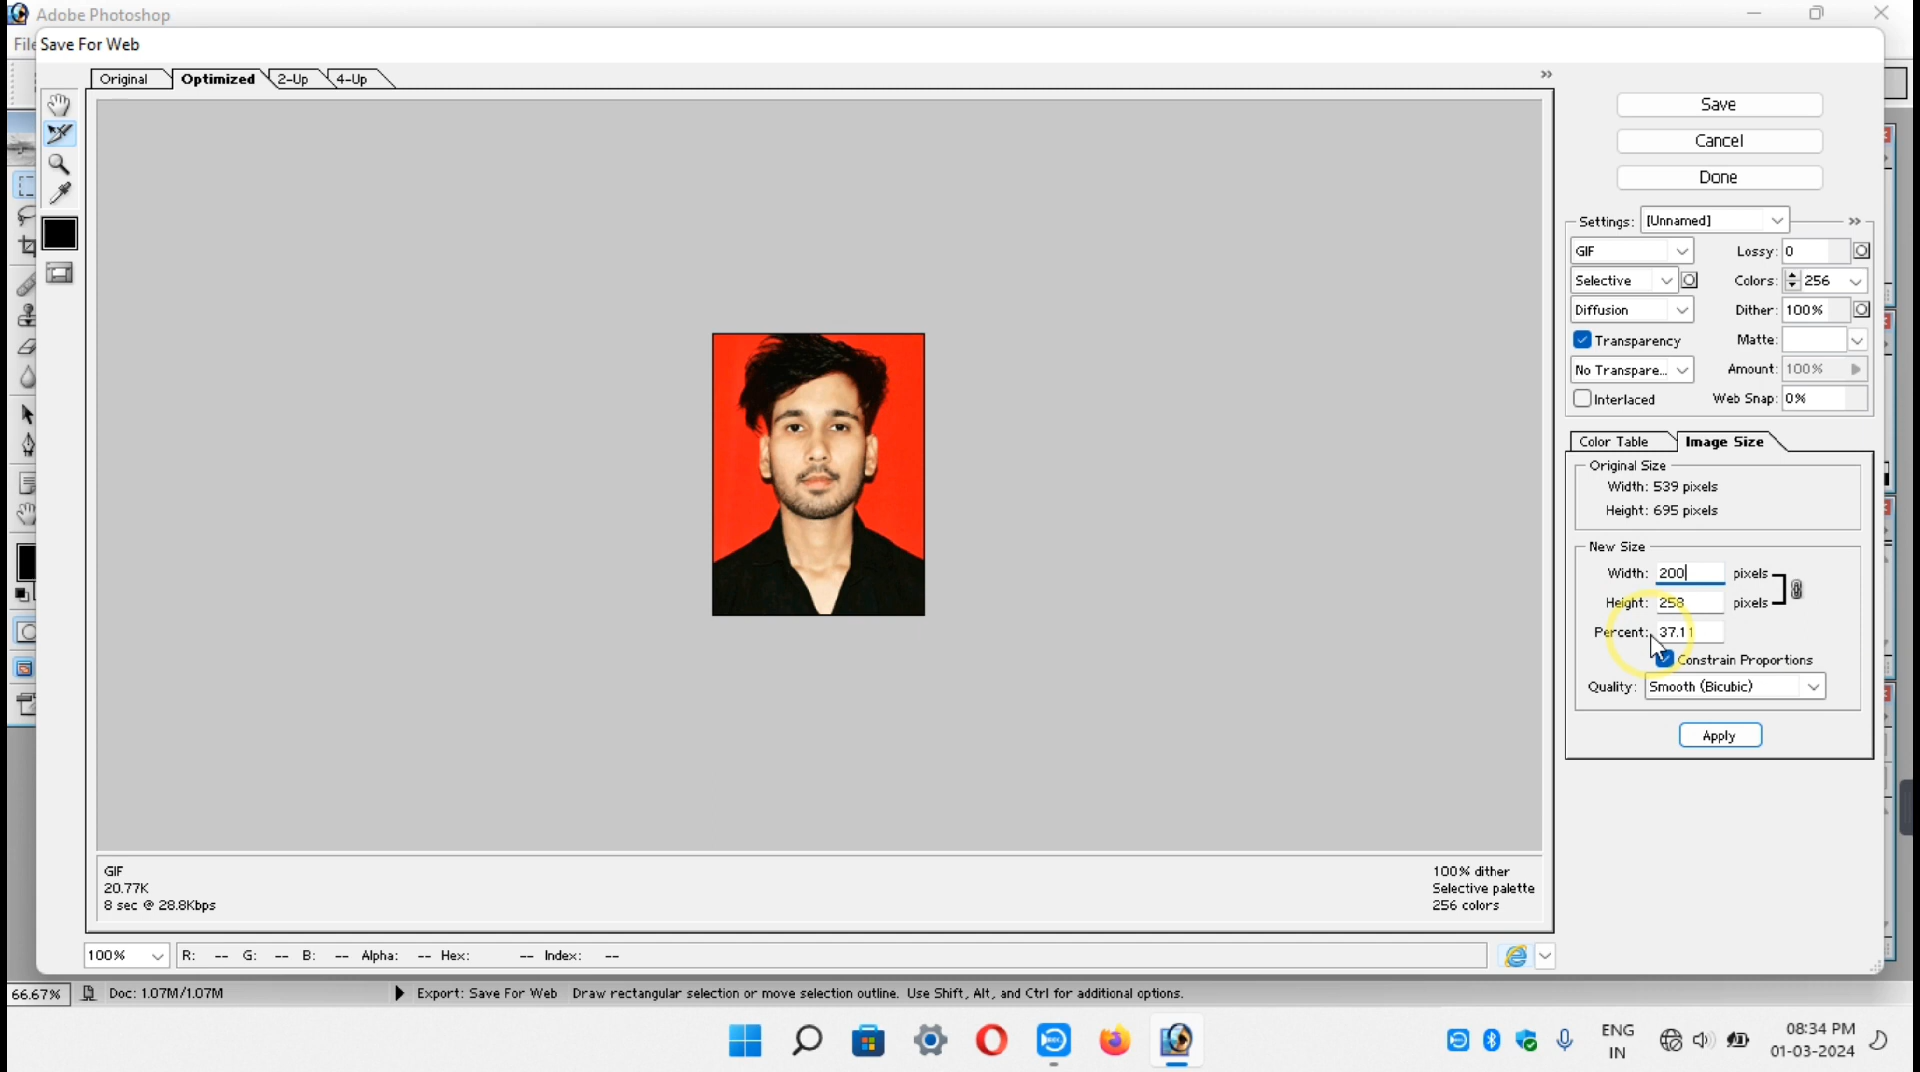 Adobe Photoshop
File
Save For Web
Original
Optimized
2-Up
4-Up
Save
Cancel
Done
Settings: [Unnamed]
GIF
Lossy: 0
Selective
Colors: 256
Diffusion
Dither: 100%
Transparency
Matte:
No Transpare...
Amount: 100%
Interlaced
Web Snap: 0%
Color Table
Image Size
Original Size
Width: 539 pixels
Height: 695 pixels
New Size
Width: 200 pixels
Height: 258 pixels
Percent: 37.11
Constrain Proportions
Quality: Smooth (Bicubic)
Apply
GIF
20.77K
8 sec @ 28.8Kbps
100% dither
Selective palette
256 colors
100%
R: -- G: -- B: -- Alpha: -- Hex: -- Index: --
66.67%
Doc: 1.07M/1.07M
Export: Save For Web Draw rectangular selection or move selection outline. Use Shift, Alt, and Ctrl for additional options.
ENG
IN
08:34 PM
01-03-2024